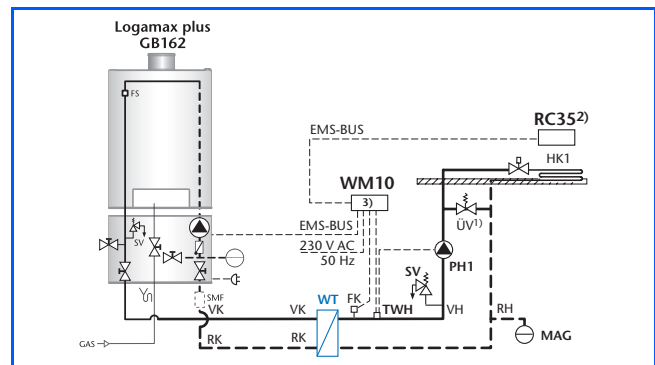 Logamax plus
GB162
FS
RC35²⁾
EMS-BUS
HK1
WM10
3)
ÜV¹⁾
EMS-BUS
SV
230 V AC
50 Hz
PH1
SV
SMF
WT
FK
VK
VK
TWH
VH
RH
RK
RK
MAG
GAS